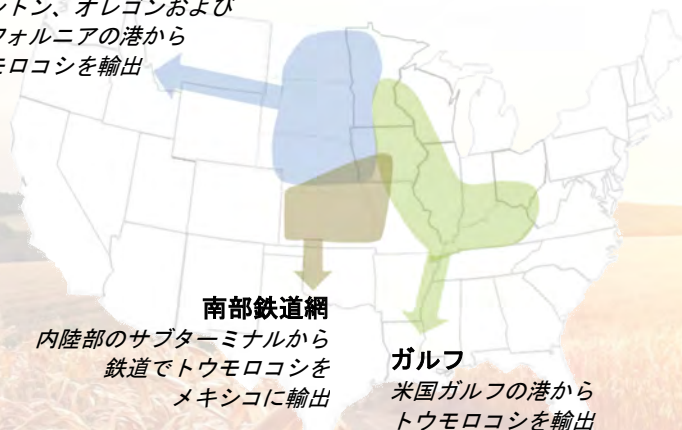 ントン、オレゴンおよび
フォルニアの港から
モロコシを輸出
南部鉄道網
内陸部のサブターミナルから
鉄道でトウモロコシを
メキシコに輸出
ガルフ
米国ガルフの港から
トウモロコシを輸出